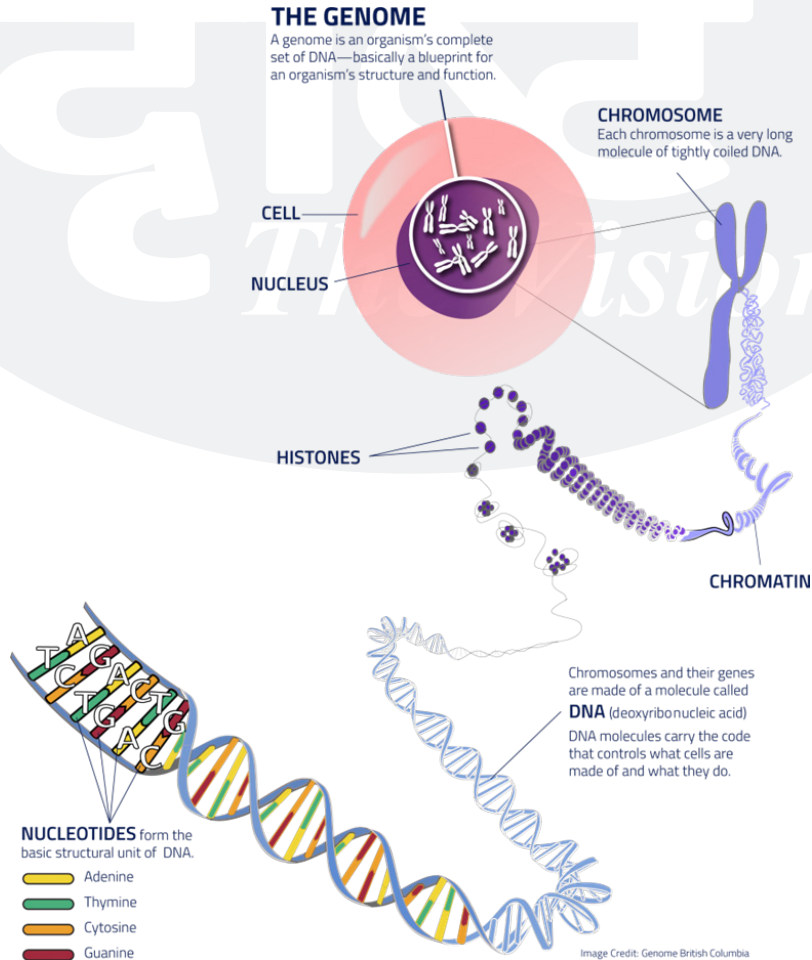 THE GENOME
A genome is an organism's complete
set of DNA—basically a blueprint for
an organism's structure and function.
CHROMOSOME
Each chromosome is a very long
molecule of tightly coiled DNA.
CELL
NUCLEUS
HISTONES
CHROMATIN
Chromosomes and their genes
are made of a molecule called
DNA (deoxyribonucleic acid)
DNA molecules carry the code
that controls what cells are
made of and what they do.
T A
C G
T A
G C
A T
C G
NUCLEOTIDES form the
basic structural unit of DNA.
Adenine
Thymine
Cytosine
Guanine
Image Credit: Genome British Columbia